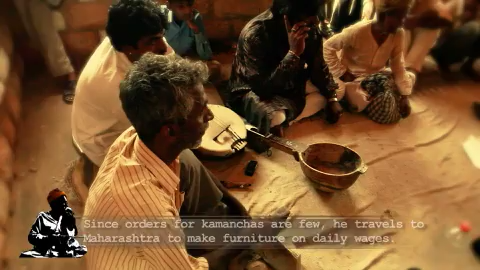 Since orders for kamanchas are few, he travels to
Maharashtra to make furniture on daily wages.